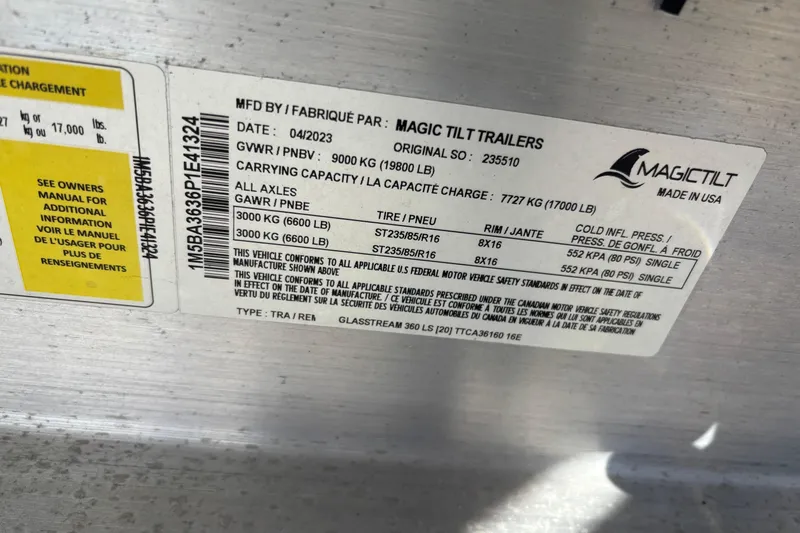 ATION
E CHARGEMENT
27 kg or kg ou 17,000 lbs. lb.
SEE OWNERS
MANUAL FOR
ADDITIONAL
INFORMATION
VOIR LE MANUEL
DE L'USAGER POUR
PLUS DE
RENSEIGNEMENTS
1M5BA3636P1E41324
1M5BA3636P1E41324
MFD BY / FABRIQUÉ PAR : MAGIC TILT TRAILERS
DATE : 04/2023 ORIGINAL SO : 235510
GVWR / PNBV : 9000 KG (19800 LB)
CARRYING CAPACITY / LA CAPACITÉ CHARGE : 7727 KG (17000 LB)
MAGICTILT
MADE IN USA
ALL AXLES
GAWR / PNBE TIRE / PNEU RIM / JANTE COLD INFL. PRESS / PRESS. DE GONFL. À FROID
3000 KG (6600 LB) ST235/85/R16 8X16 552 KPA (80 PSI) SINGLE
3000 KG (6600 LB) ST235/85/R16 8X16 552 KPA (80 PSI) SINGLE
THIS VEHICLE CONFORMS TO ALL APPLICABLE U.S FEDERAL MOTOR VEHICLE SAFETY STANDARDS IN EFFECT ON THE DATE OF
MANUFACTURE SHOWN ABOVE
THIS VEHICLE CONFORMS TO ALL APPLICABLE STANDARDS PRESCRIBED UNDER THE CANADIAN MOTOR VEHICLE SAFETY REGULATIONS
IN EFFECT ON THE DATE OF MANUFACTURE / CE VÉHICULE EST CONFORME À TOUTES LES NORMES QUI LUI SONT APPLICABLES EN
VERTU DU RÈGLEMENT SUR LA SÉCURITÉ DES VÉHICULES AUTOMOBILES DU CANADA EN VIGUEUR À LA DATE DE SA FABRICATION
TYPE : TRA / REM GLASSTREAM 360 LS [20] TTCA36160 16E